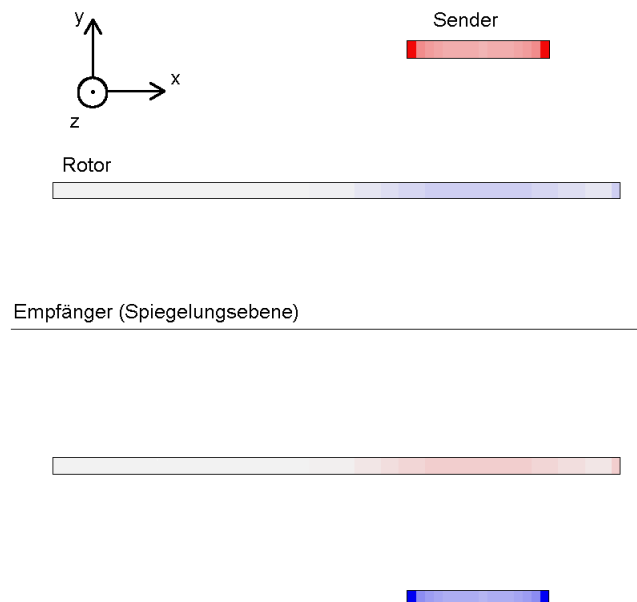 y
Sender
x
z
Rotor
Empfänger (Spiegelungsebene)